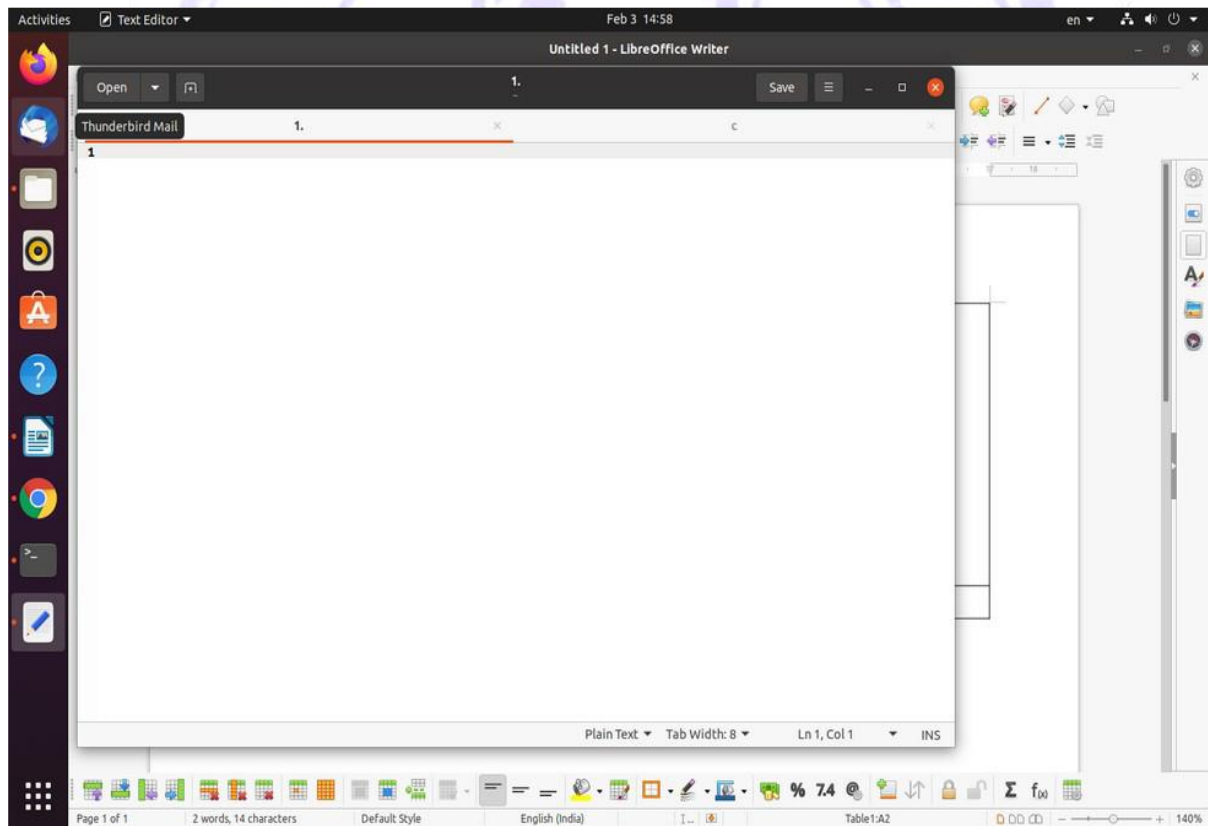 Activities Text Editor Feb 3 14:58 en
Untitled 1 - LibreOffice Writer
Open 1. Save
Thunderbird Mail 1. c
1
17 18
Plain Text Tab Width: 8 Ln 1, Col 1 INS
% 7.4 Σ f(x)
Page 1 of 1 2 words, 14 characters Default Style English (India) Table1:A2 140%